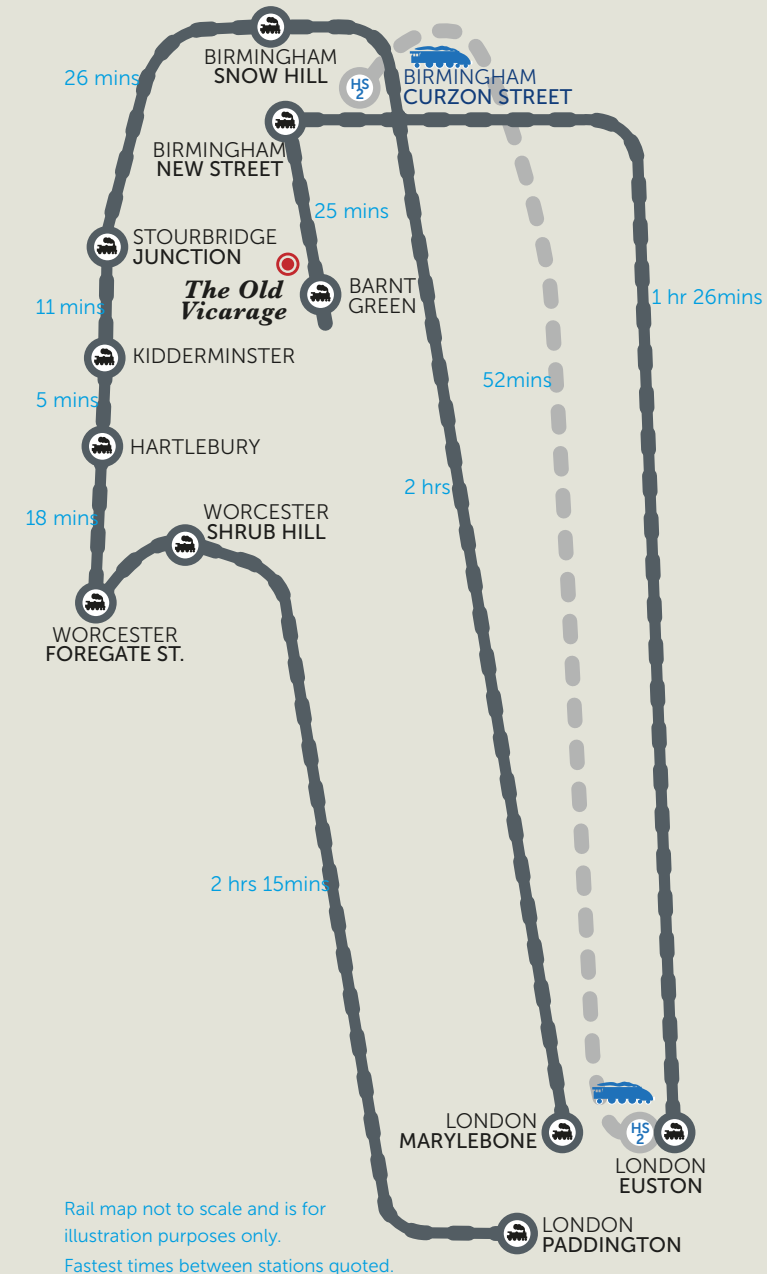 BIRMINGHAM
SNOW HILL
26 mins
HS
2
BIRMINGHAM
CURZON STREET
BIRMINGHAM
NEW STREET
25 mins
STOURBRIDGE
JUNCTION
The Old
Vicarage
BARNT
GREEN
11 mins
1 hr 26mins
KIDDERMINSTER
52mins
5 mins
HARTLEBURY
2 hrs
18 mins
WORCESTER
SHRUB HILL
WORCESTER
FOREGATE ST.
2 hrs 15mins
LONDON
MARYLEBONE
HS
2
LONDON
EUSTON
LONDON
PADDINGTON
Rail map not to scale and is for
illustration purposes only.
Fastest times between stations quoted.